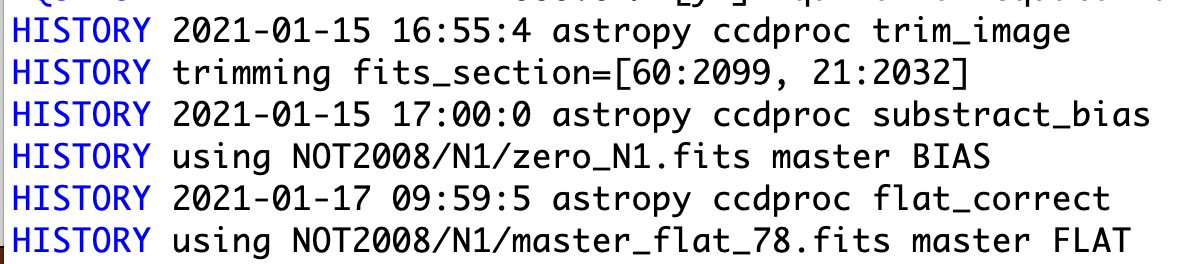 HISTORY 2021-01-15 16:55:4 astropy ccdproc trim_image
HISTORY trimming fits_section=[60:2099, 21:2032]
HISTORY 2021-01-15 17:00:0 astropy ccdproc substract_bias
HISTORY using NOT2008/N1/zero_N1.fits master BIAS
HISTORY 2021-01-17 09:59:5 astropy ccdproc flat_correct
HISTORY using NOT2008/N1/master_flat_78.fits master FLAT